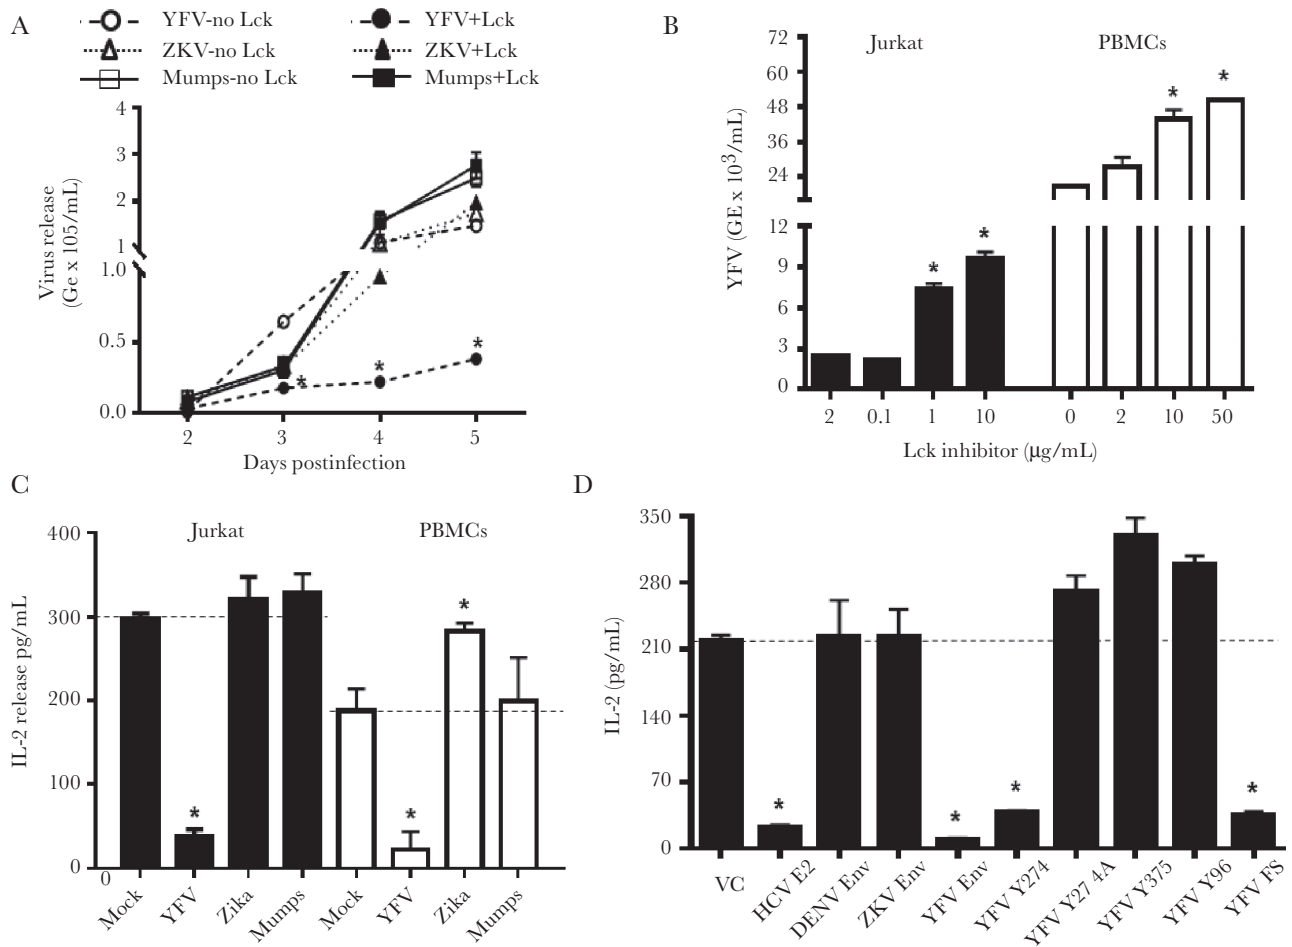 A
YFV-no Lck
YFV+Lck
ZKV-no Lck
ZKV+Lck
Mumps-no Lck
Mumps+Lck
4
3
2
1
1.0
0.5
0.0
Virus release
(Ge x 105/mL)
* * *
2 3 4 5
Days postinfection
B
Jurkat PBMCs
72
60
48
36
24
12
9
6
3
0
YFV (GE x 10³/mL)
* * * *
2 0.1 1 10 0 2 10 50
Lck inhibitor (µg/mL)
C
Jurkat PBMCs
400
300
200
100
0
0
IL-2 release pg/mL
* * * 
Mock YFV Zika Mumps Mock YFV Zika Mumps
D
350
280
210
140
70
0
IL-2 (pg/mL)
* * * *
VC HCV E2 DENV Env ZKV Env YFV Env YFV Y274 YFV Y27 4A YFV Y375 YFV Y96 YFV FS